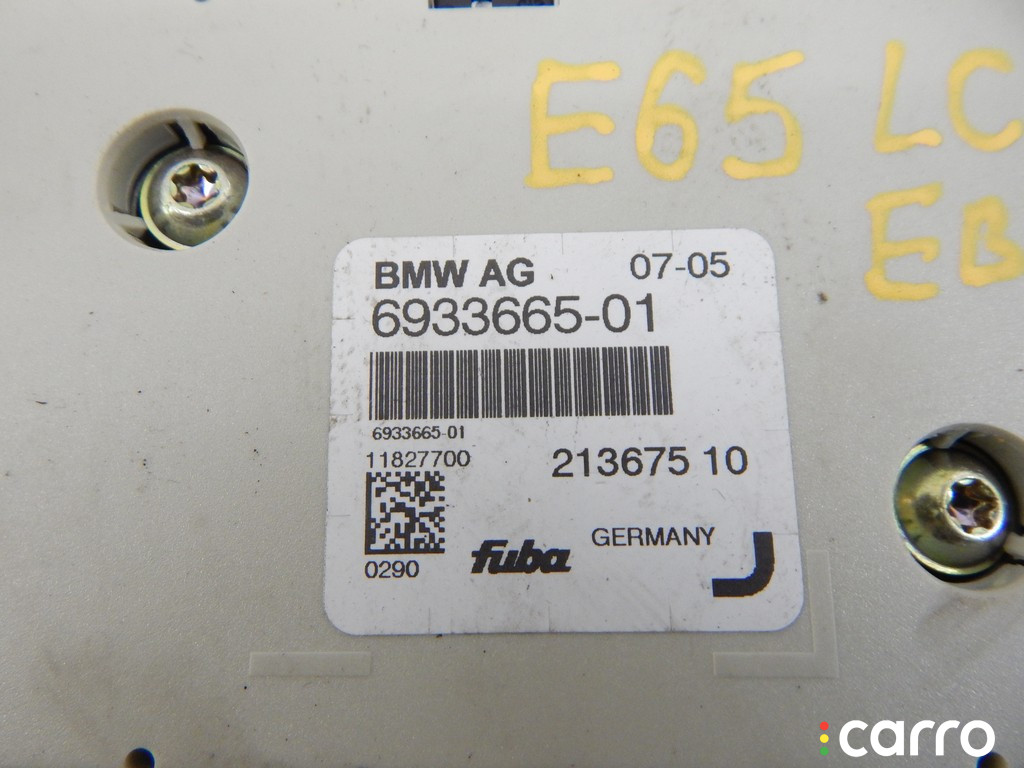 E65 LC
EB
BMW AG 07-05
6933665-01
6933665-01
11827700
213675 10
0290
fuba GERMANY
carro